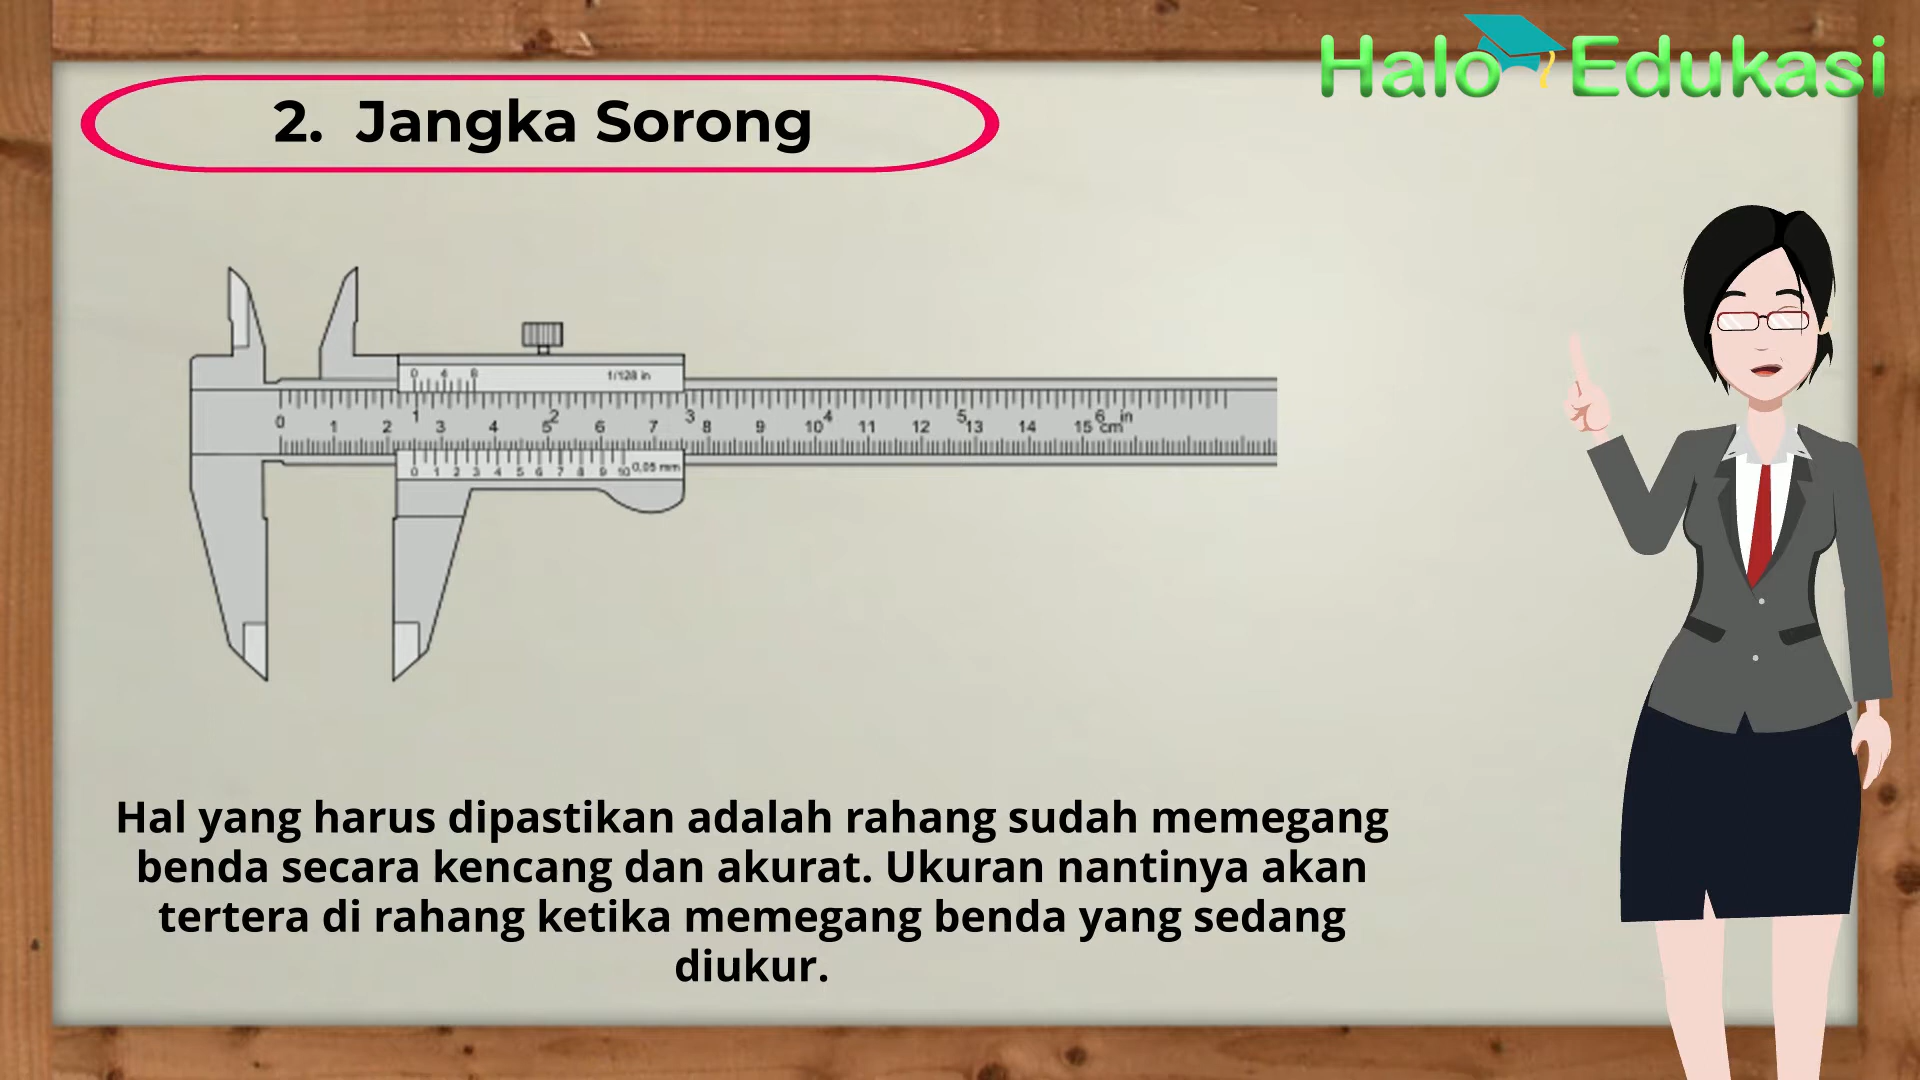 Halo Edukasi
2. Jangka Sorong
0 4 8
1/128 in
1 2 3 4 5 6 in
0 1 2 3 4 5 6 7 8 9 10 11 12 13 14 15 cm
0 1 2 3 4 5 6 7 8 9 10 0,05 mm
Hal yang harus dipastikan adalah rahang sudah memegang
benda secara kencang dan akurat. Ukuran nantinya akan
tertera di rahang ketika memegang benda yang sedang
diukur.